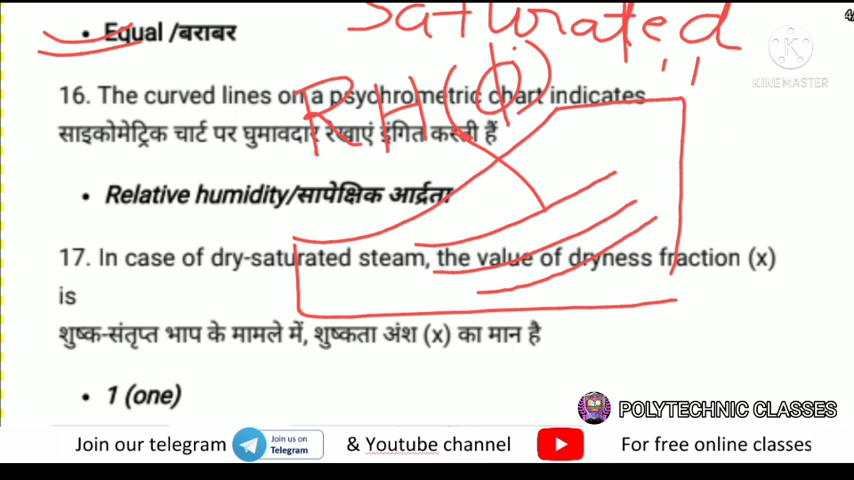 saturated
• Equal /बराबर
KINEMASTER
RH(φ)
16. The curved lines on a psychrometric chart indicates
साइकोमेट्रिक चार्ट पर घुमावदार रेखाएं इंगित करती हैं
• Relative humidity/सापेक्षिक आर्द्रता
17. In case of dry-saturated steam, the value of dryness fraction (x)
is
शुष्क-संतृप्त भाप के मामले में, शुष्कता अंश (x) का मान है
• 1 (one)
POLYTECHNIC CLASSES
Join our telegram Join us on Telegram & Youtube channel For free online classes